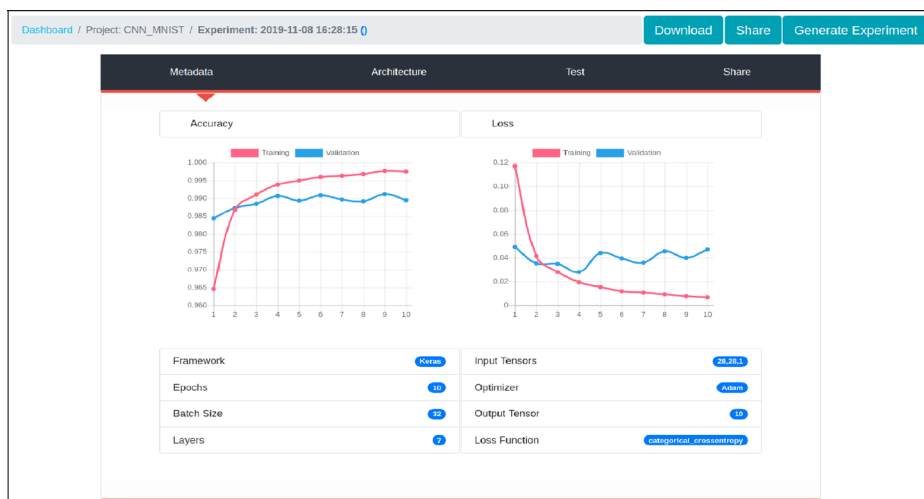 Dashboard / Project: CNN_MNIST / Experiment: 2019-11-08 16:28:15 ()
Download Share Generate Experiment
Metadata Architecture Test Share
Accuracy
Training Validation
1.000
0.995
0.990
0.985
0.980
0.975
0.970
0.965
0.960
1 2 3 4 5 6 7 8 9 10
Loss
Training Validation
0.12
0.10
0.08
0.06
0.04
0.02
0
1 2 3 4 5 6 7 8 9 10
Framework Keras
Epochs 10
Batch Size 32
Layers 7
Input Tensors 28,28,1
Optimizer Adam
Output Tensor 10
Loss Function categorical_crossentropy